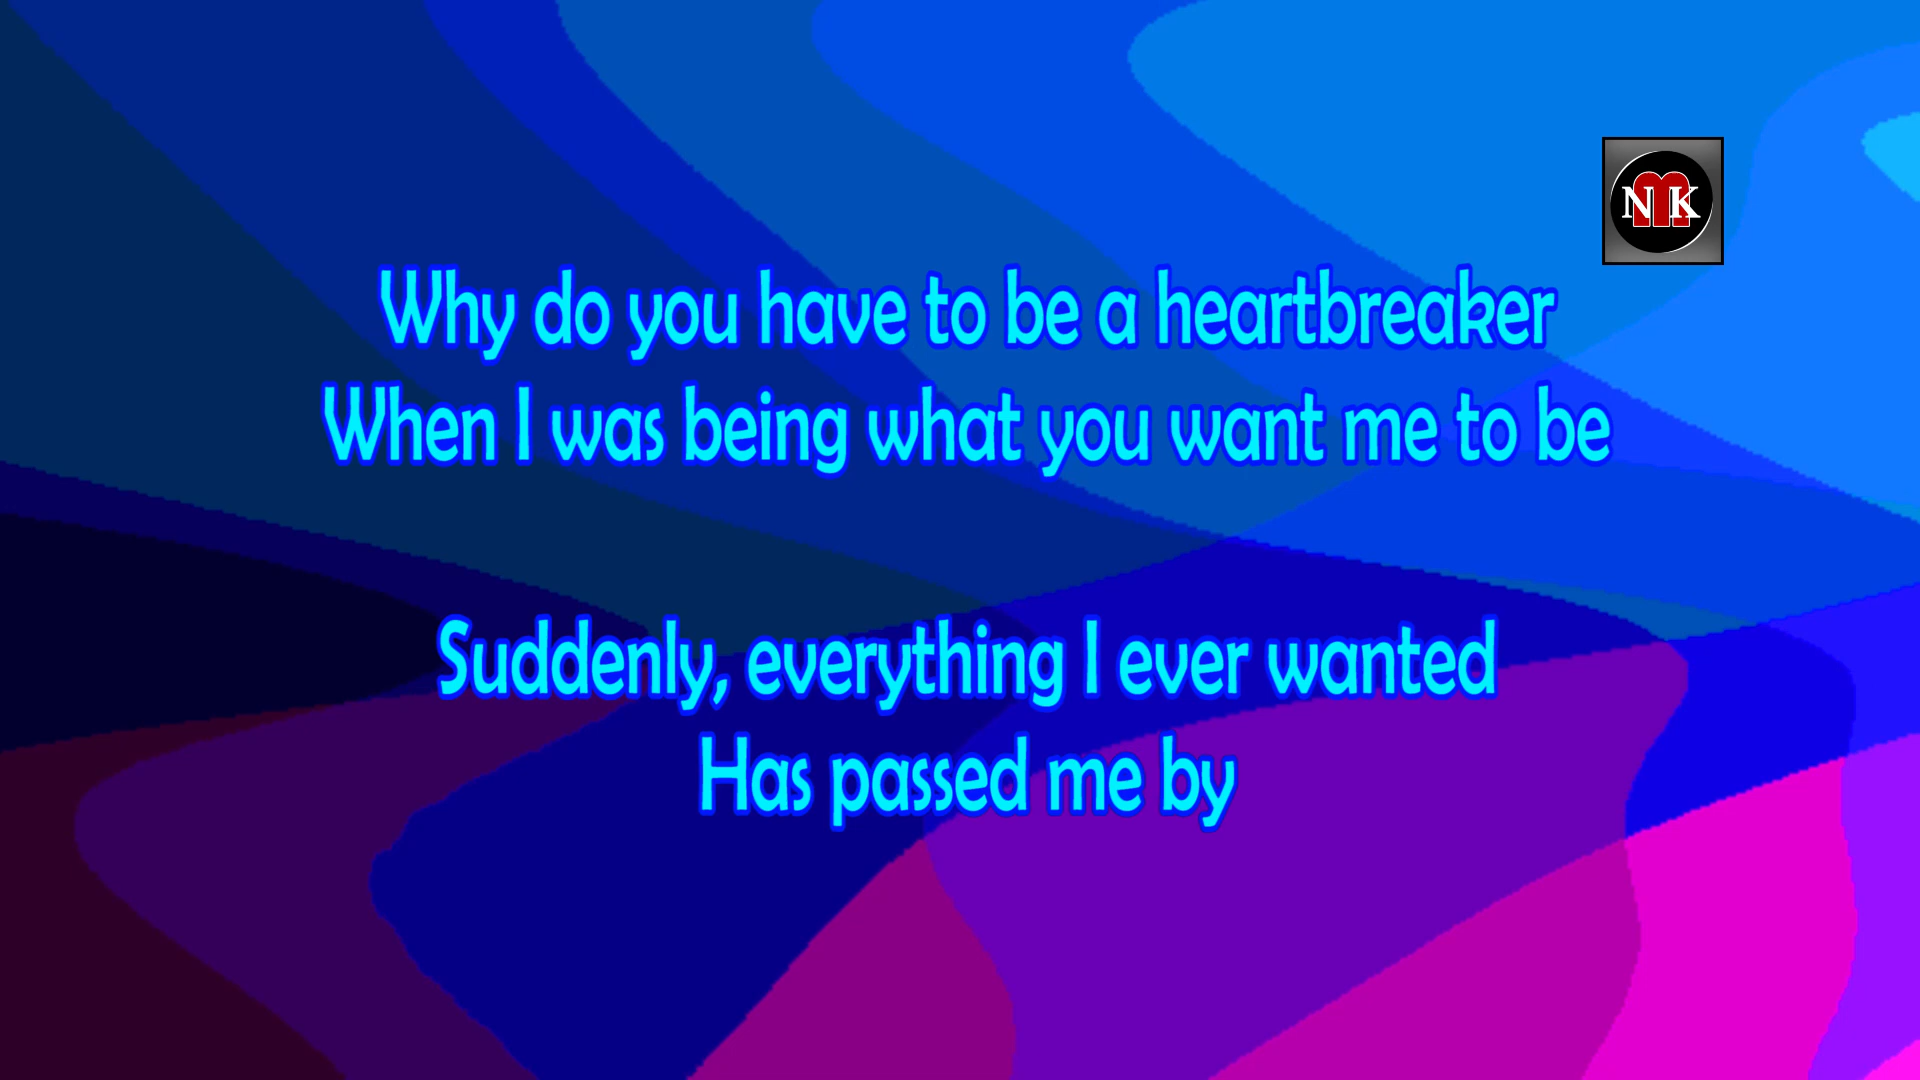 NMK
Why do you have to be a heartbreaker
When I was being what you want me to be
Suddenly, everything I ever wanted
Has passed me by